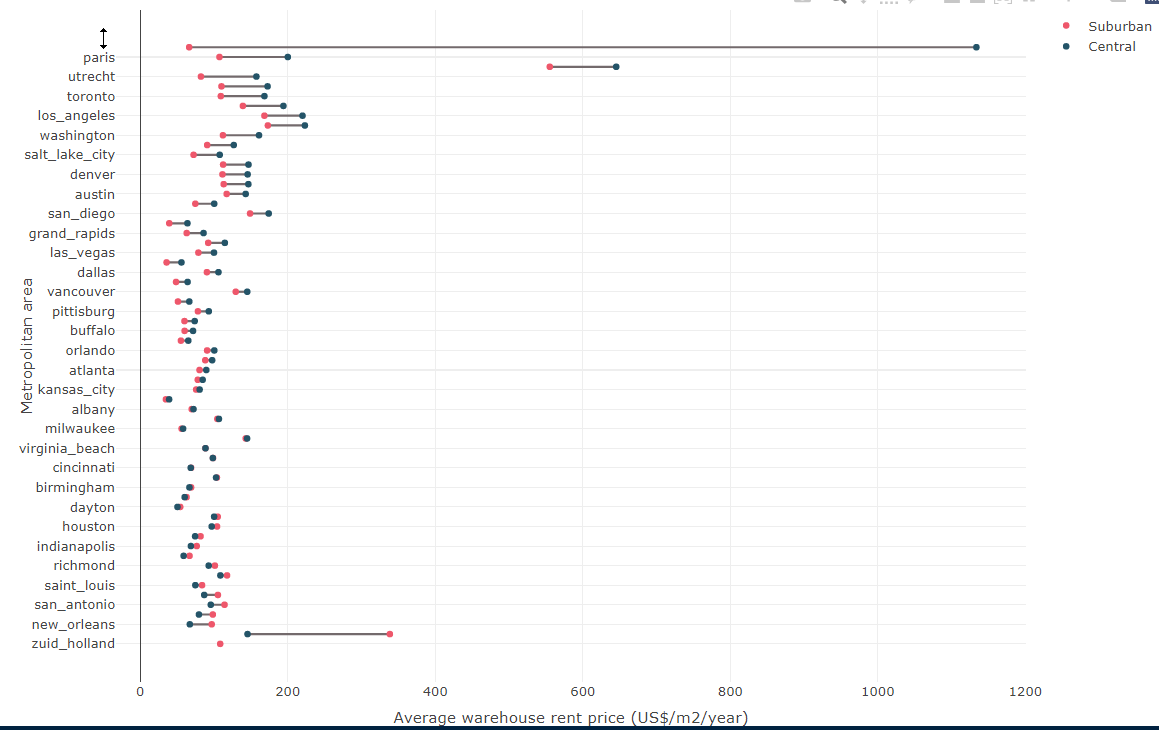 Suburban
Central
paris
utrecht
toronto
los_angeles
washington
salt_lake_city
denver
austin
san_diego
grand_rapids
las_vegas
dallas
vancouver
pittisburg
buffalo
orlando
atlanta
kansas_city
albany
milwaukee
virginia_beach
cincinnati
birmingham
dayton
houston
indianapolis
richmond
saint_louis
san_antonio
new_orleans
zuid_holland
Metropolitan area
0 200 400 600 800 1000 1200
Average warehouse rent price (US$/m2/year)